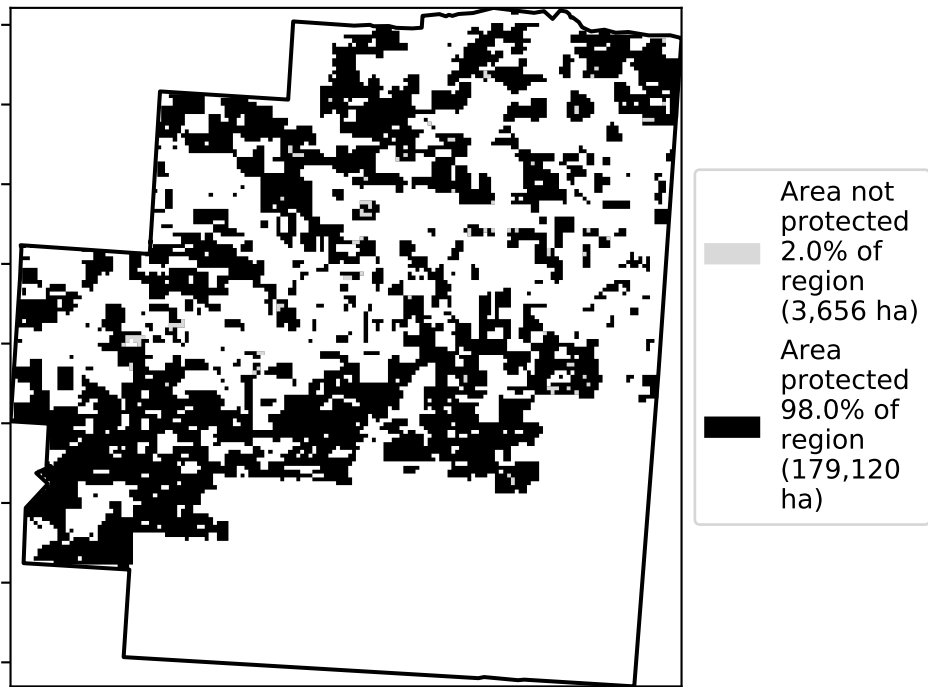 Area not
protected
2.0% of
region
(3,656 ha)
Area
protected
98.0% of
region
(179,120
ha)